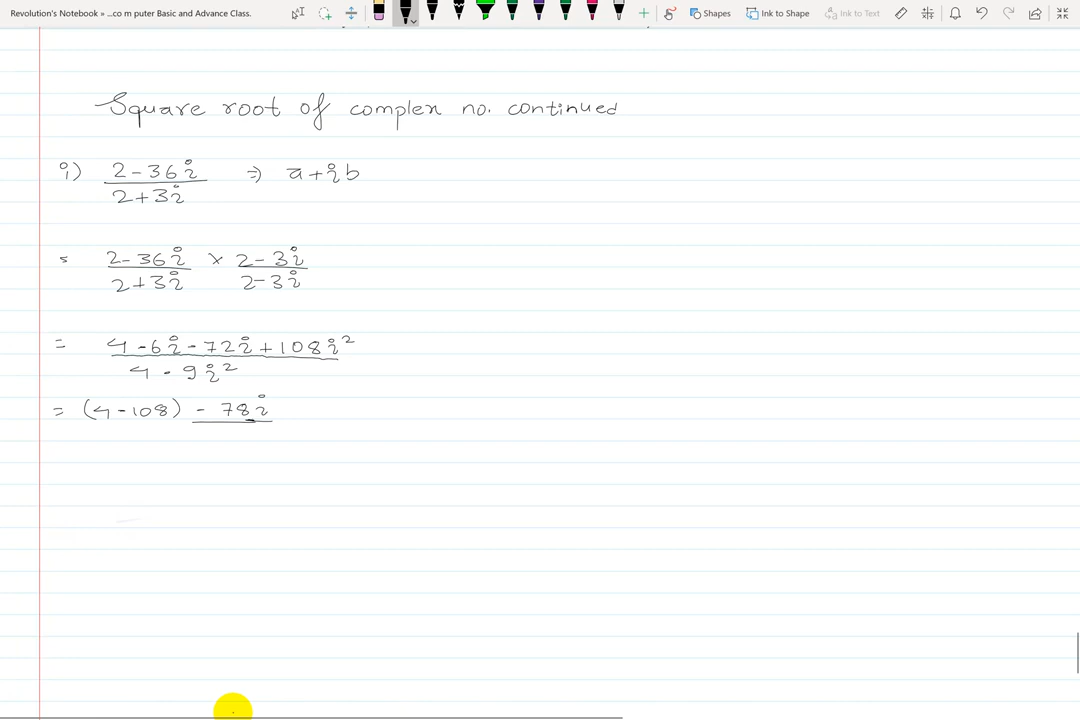 Revolution's Notebook » ...co m puter Basic and Advance Class.
Shapes
Ink to Shape
Ink to Text
Square root of complex no. continued
i) (2-36i)/(2+3i) ⇒ a+ib
= (2-36i)/(2+3i) × (2-3i)/(2-3i)
= (4-6i-72i+108i²)/(4-9i²)
= (4-108) - 78i